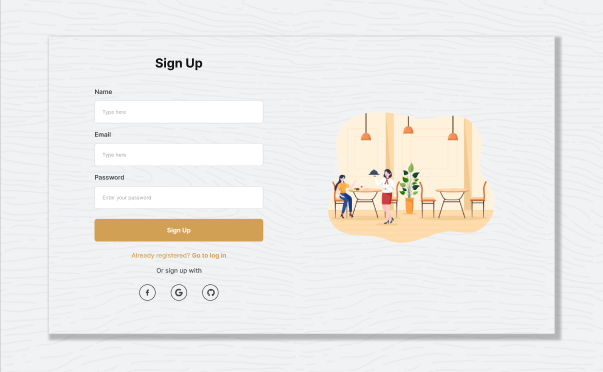 Sign Up
Name
Type here
Email
Type here
Password
Enter your password
Sign Up
Already registered? Go to log in
Or sign up with
f
G